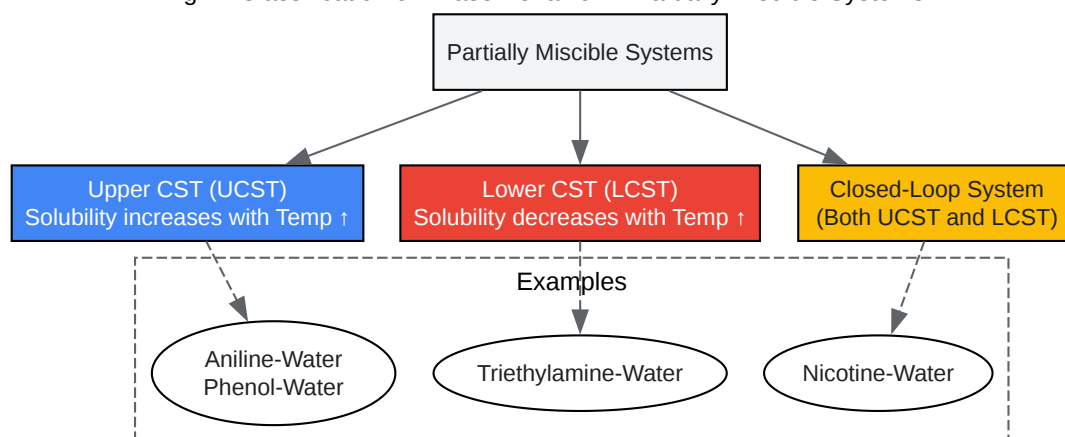 Partially Miscible Systems
Upper CST (UCST)
Solubility increases with Temp ↑
Lower CST (LCST)
Solubility decreases with Temp ↑
Closed-Loop System
(Both UCST and LCST)
Examples
Aniline-Water
Phenol-Water
Triethylamine-Water
Nicotine-Water